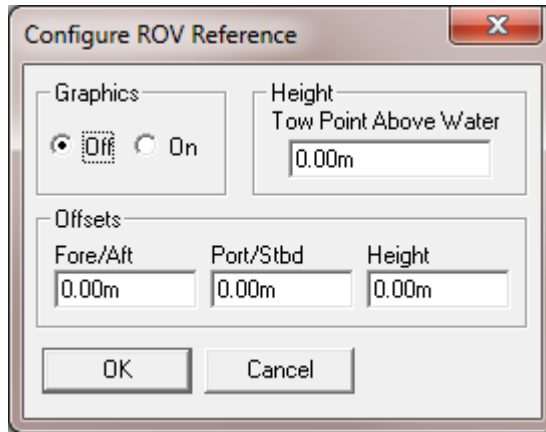 Configure ROV Reference
Graphics
Off On
Height
Tow Point Above Water
0.00m
Offsets
Fore/Aft Port/Stbd Height
0.00m 0.00m 0.00m
OK Cancel